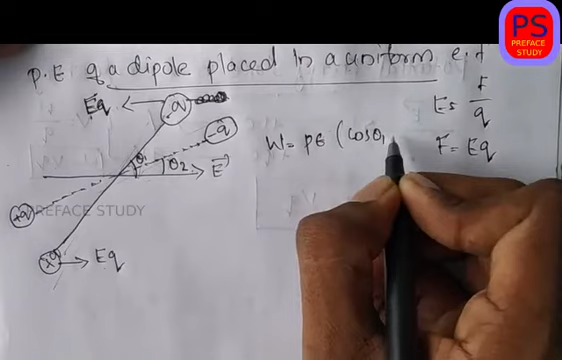 PS
PREFACE
STUDY
P.E of a dipole placed in a uniform e.f
Eq
-q
-q
E = F/q
W = PE (cosθ1
F = Eq
θ1
θ2
E
+q
PREFACE STUDY
+q
Eq